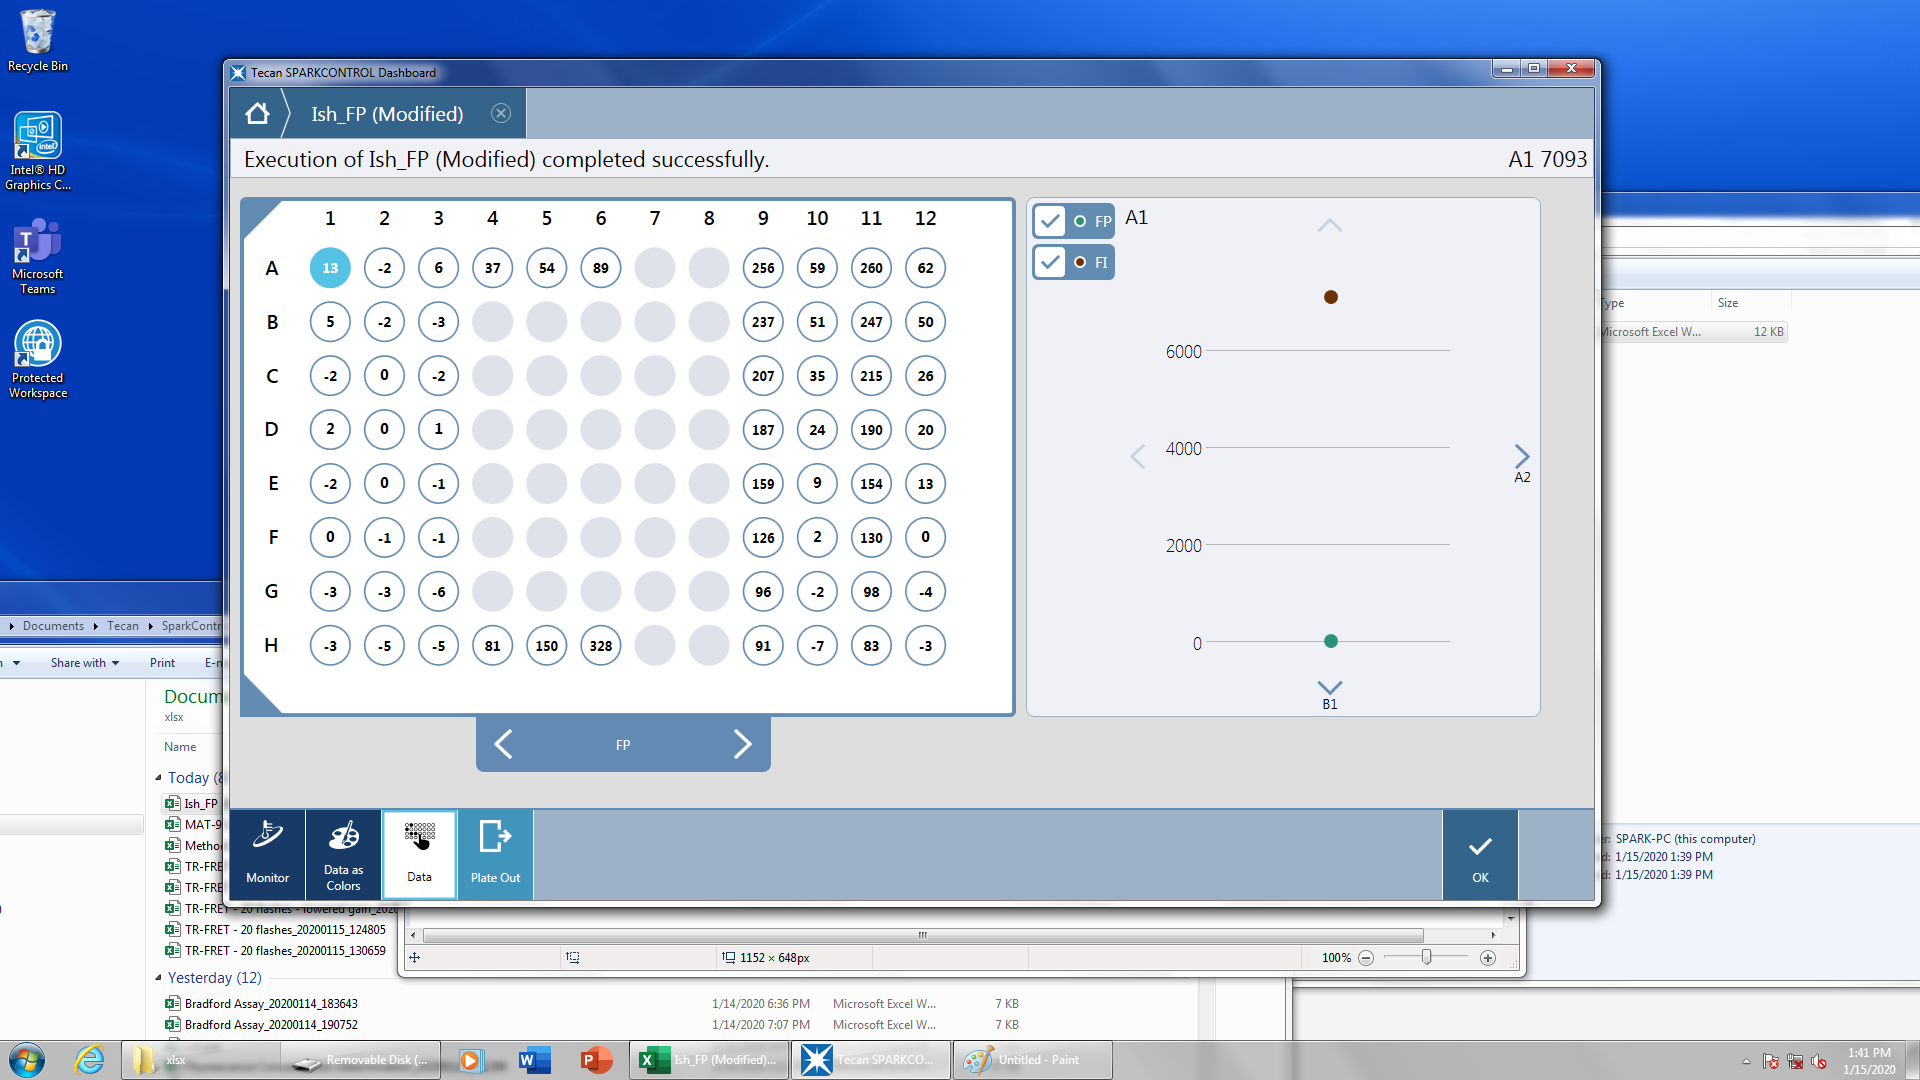 Recycle Bin
Intel® HD
Graphics C...
Microsoft
Teams
Protected
Workspace
Tecan SPARKCONTROL Dashboard
Ish_FP (Modified)
Execution of Ish_FP (Modified) completed successfully.
A1 7093
1 2 3 4 5 6 7 8 9 10 11 12
A 13 -2 6 37 54 89 256 59 260 62
B 5 -2 -3 237 51 247 50
C -2 0 -2 207 35 215 26
D 2 0 1 187 24 190 20
E -2 0 -1 159 9 154 13
F 0 -1 -1 126 2 130 0
G -3 -3 -6 96 -2 98 -4
H -3 -5 -5 81 150 328 91 -7 83 -3
FP
FP A1
FI
6000
4000
2000
0
A2
B1
Monitor
Data as
Colors
Data
Plate Out
OK
Type Size
Microsoft Excel W... 12 KB
SPARK-PC (this computer)
1/15/2020 1:39 PM
1/15/2020 1:39 PM
Documents Tecan SparkContr
Share with Print E-n
Docum
xlsx
Name
Today (8
Ish_FP
MAT-9
Metho
TR-FRE
TR-FRE
TR-FRET - 20 flashes - lowered gain_2020
TR-FRET - 20 flashes_20200115_124805
TR-FRET - 20 flashes_20200115_130659
Yesterday (12)
Bradford Assay_20200114_183643 1/14/2020 6:36 PM Microsoft Excel W... 7 KB
Bradford Assay_20200114_190752 1/14/2020 7:07 PM Microsoft Excel W... 7 KB
1152 × 648px
100%
xlsx
Removable Disk (...
Ish_FP (Modified)...
Tecan SPARKCO...
Untitled - Paint
1:41 PM
1/15/2020